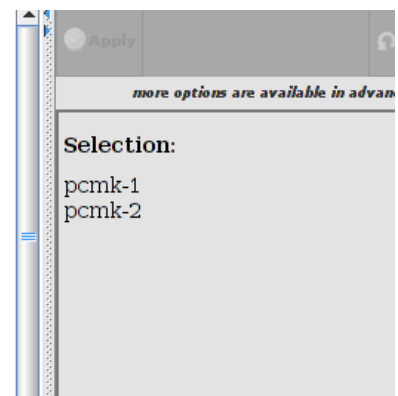 Apply
more options are available in advan
Selection:
pcmk-1
pcmk-2